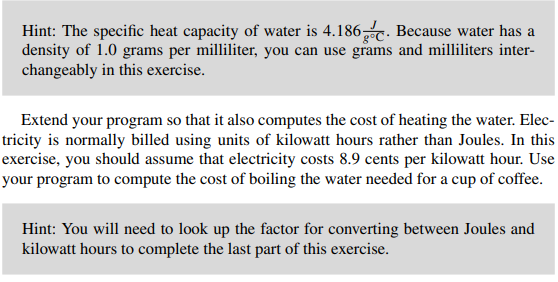 Hint: The specific heat capacity of water is 4.186 J/g°C. Because water has a
density of 1.0 grams per milliliter, you can use grams and milliliters inter-
changeably in this exercise.
Extend your program so that it also computes the cost of heating the water. Elec-
tricity is normally billed using units of kilowatt hours rather than Joules. In this
exercise, you should assume that electricity costs 8.9 cents per kilowatt hour. Use
your program to compute the cost of boiling the water needed for a cup of coffee.
Hint: You will need to look up the factor for converting between Joules and
kilowatt hours to complete the last part of this exercise.